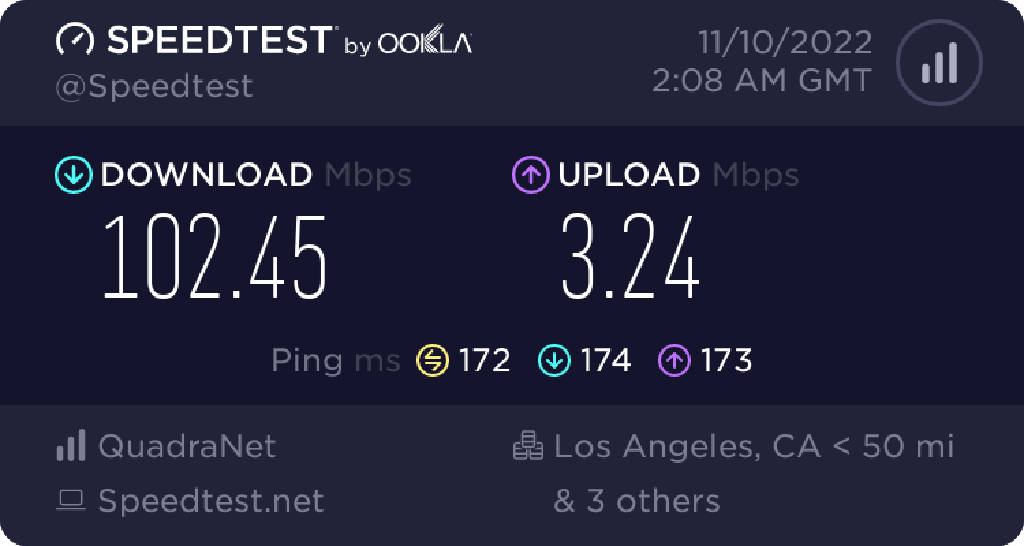 SPEEDTEST by OOKLA
@Speedtest
11/10/2022
2:08 AM GMT
DOWNLOAD Mbps
102.45
UPLOAD Mbps
3.24
Ping ms 172 174 173
QuadraNet
Speedtest.net
Los Angeles, CA < 50 mi
& 3 others